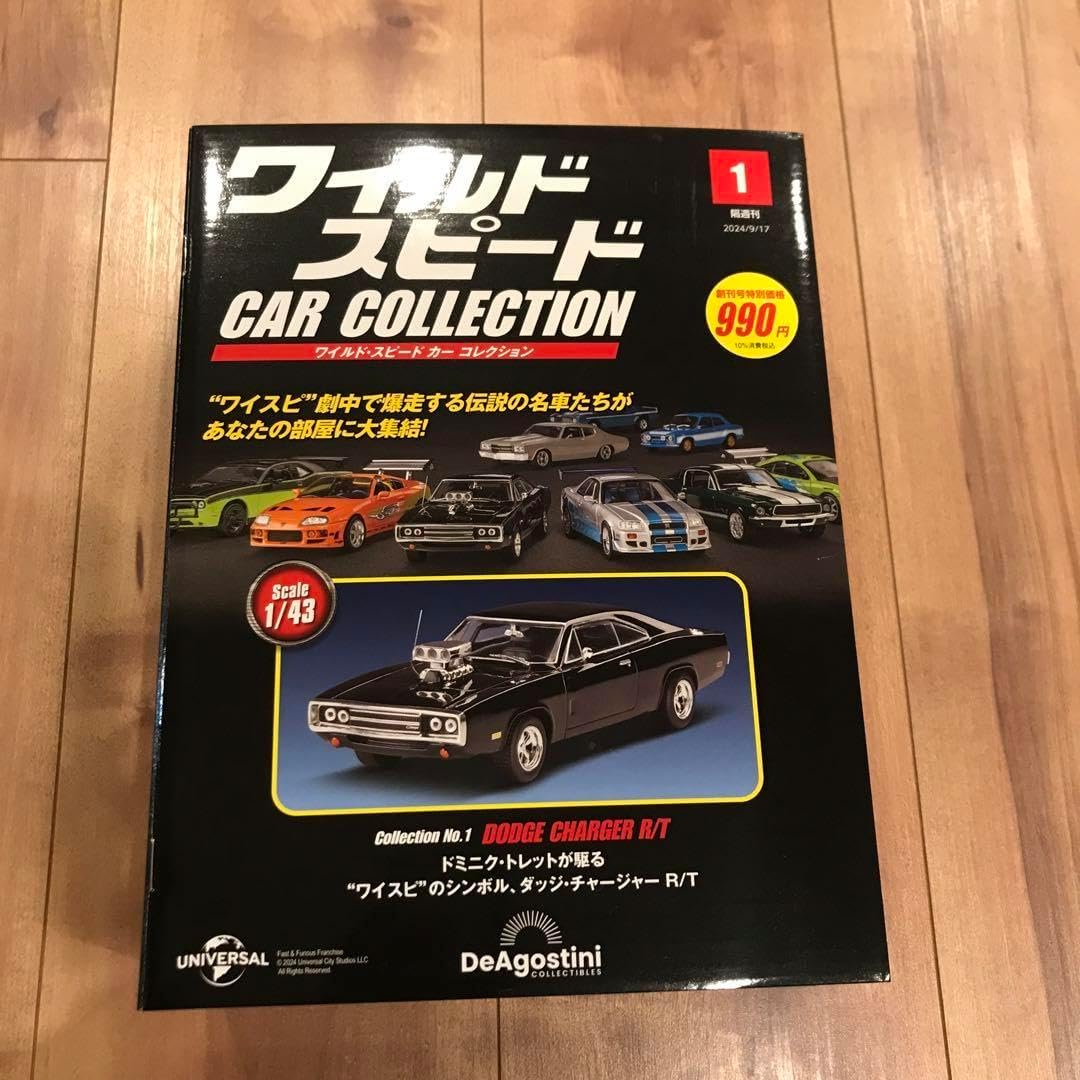 ワイルド
スピード
CAR COLLECTION
ワイルド・スピード カー コレクション
1
隔週刊
2024/9/17
創刊号特別価格
990円
10%消費税込
“ワイスピ”劇中で爆走する伝説の名車たちが
あなたの部屋に大集結!
Scale
1/43
Collection No.1 DODGE CHARGER R/T
ドミニク・トレットが駆る
“ワイスピ”のシンボル、ダッジ・チャージャー R/T
UNIVERSAL
Fast & Furious Franchise
© 2024 Universal City Studios LLC
All Rights Reserved.
DeAgostini
COLLECTIBLES